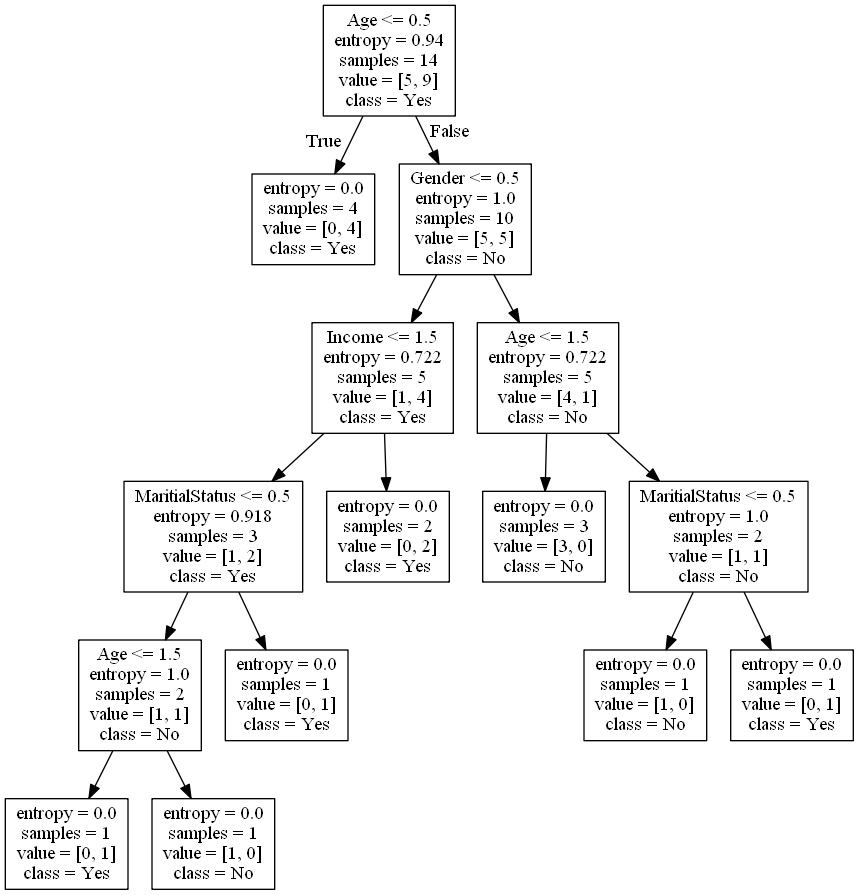 Age <= 0.5
entropy = 0.94
samples = 14
value = [5, 9]
class = Yes
True
False
entropy = 0.0
samples = 4
value = [0, 4]
class = Yes
Gender <= 0.5
entropy = 1.0
samples = 10
value = [5, 5]
class = No
Income <= 1.5
entropy = 0.722
samples = 5
value = [1, 4]
class = Yes
Age <= 1.5
entropy = 0.722
samples = 5
value = [4, 1]
class = No
MaritialStatus <= 0.5
entropy = 0.918
samples = 3
value = [1, 2]
class = Yes
entropy = 0.0
samples = 2
value = [0, 2]
class = Yes
entropy = 0.0
samples = 3
value = [3, 0]
class = No
MaritialStatus <= 0.5
entropy = 1.0
samples = 2
value = [1, 1]
class = No
Age <= 1.5
entropy = 1.0
samples = 2
value = [1, 1]
class = No
entropy = 0.0
samples = 1
value = [0, 1]
class = Yes
entropy = 0.0
samples = 1
value = [1, 0]
class = No
entropy = 0.0
samples = 1
value = [0, 1]
class = Yes
entropy = 0.0
samples = 1
value = [0, 1]
class = Yes
entropy = 0.0
samples = 1
value = [1, 0]
class = No